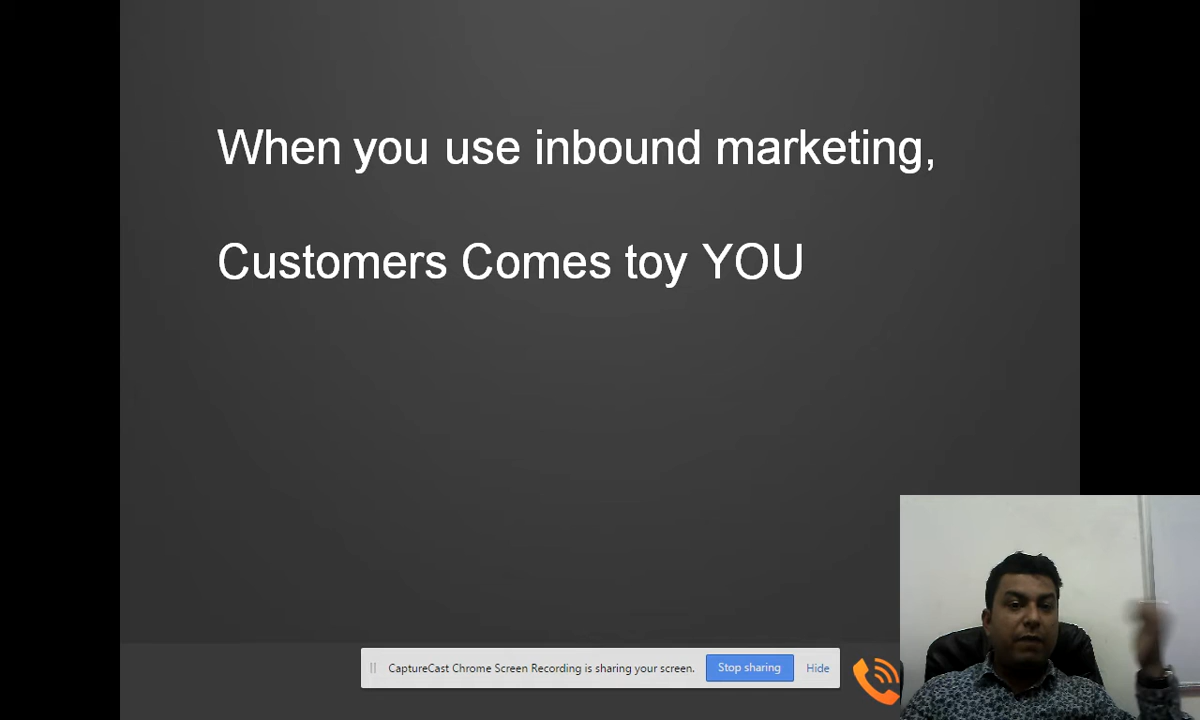 When you use inbound marketing,
Customers Comes toy YOU
CaptureCast Chrome Screen Recording is sharing your screen. Stop sharing Hide